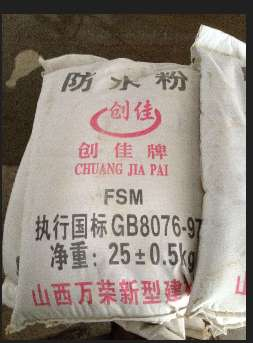 防水粉
创佳
创佳牌
CHUANG JIA PAI
FSM
执行国标GB8076-97
净重：25±0.5kg
山西万荣新型建